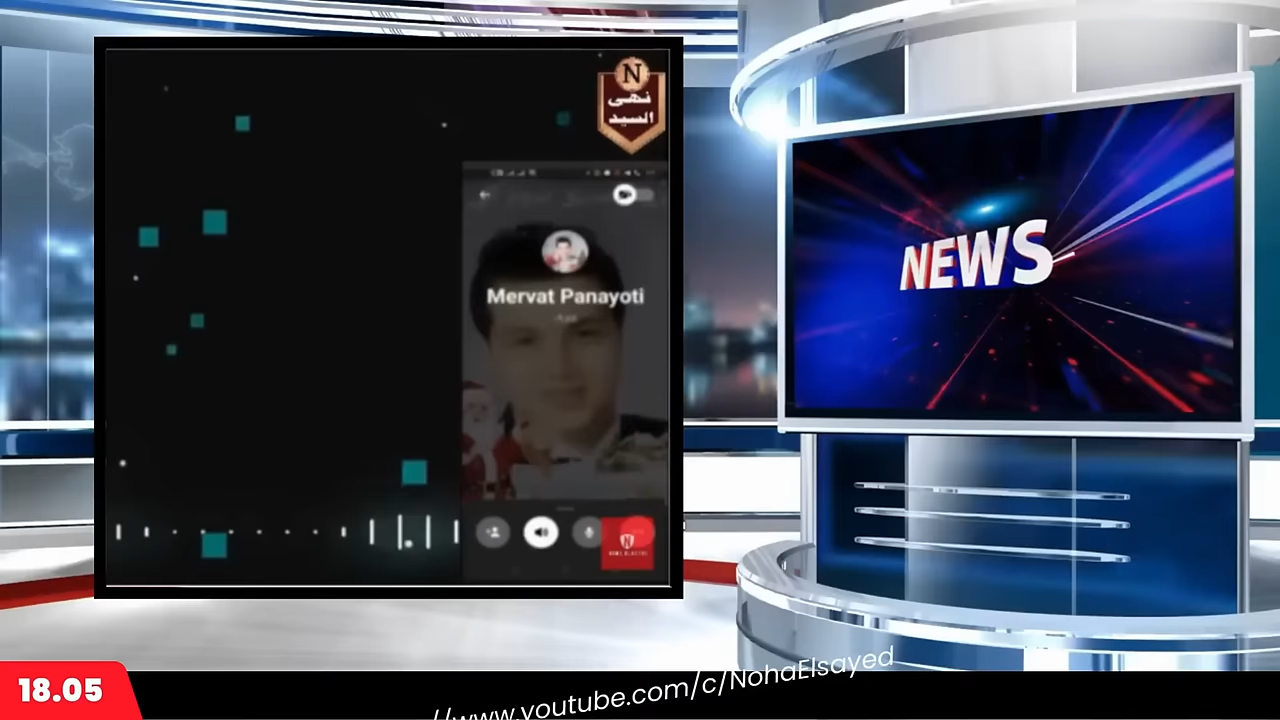 N
نهى
السيد
Mervat Panayoti
NEWS
18.05
//www.youtube.com/c/NohaElsayed